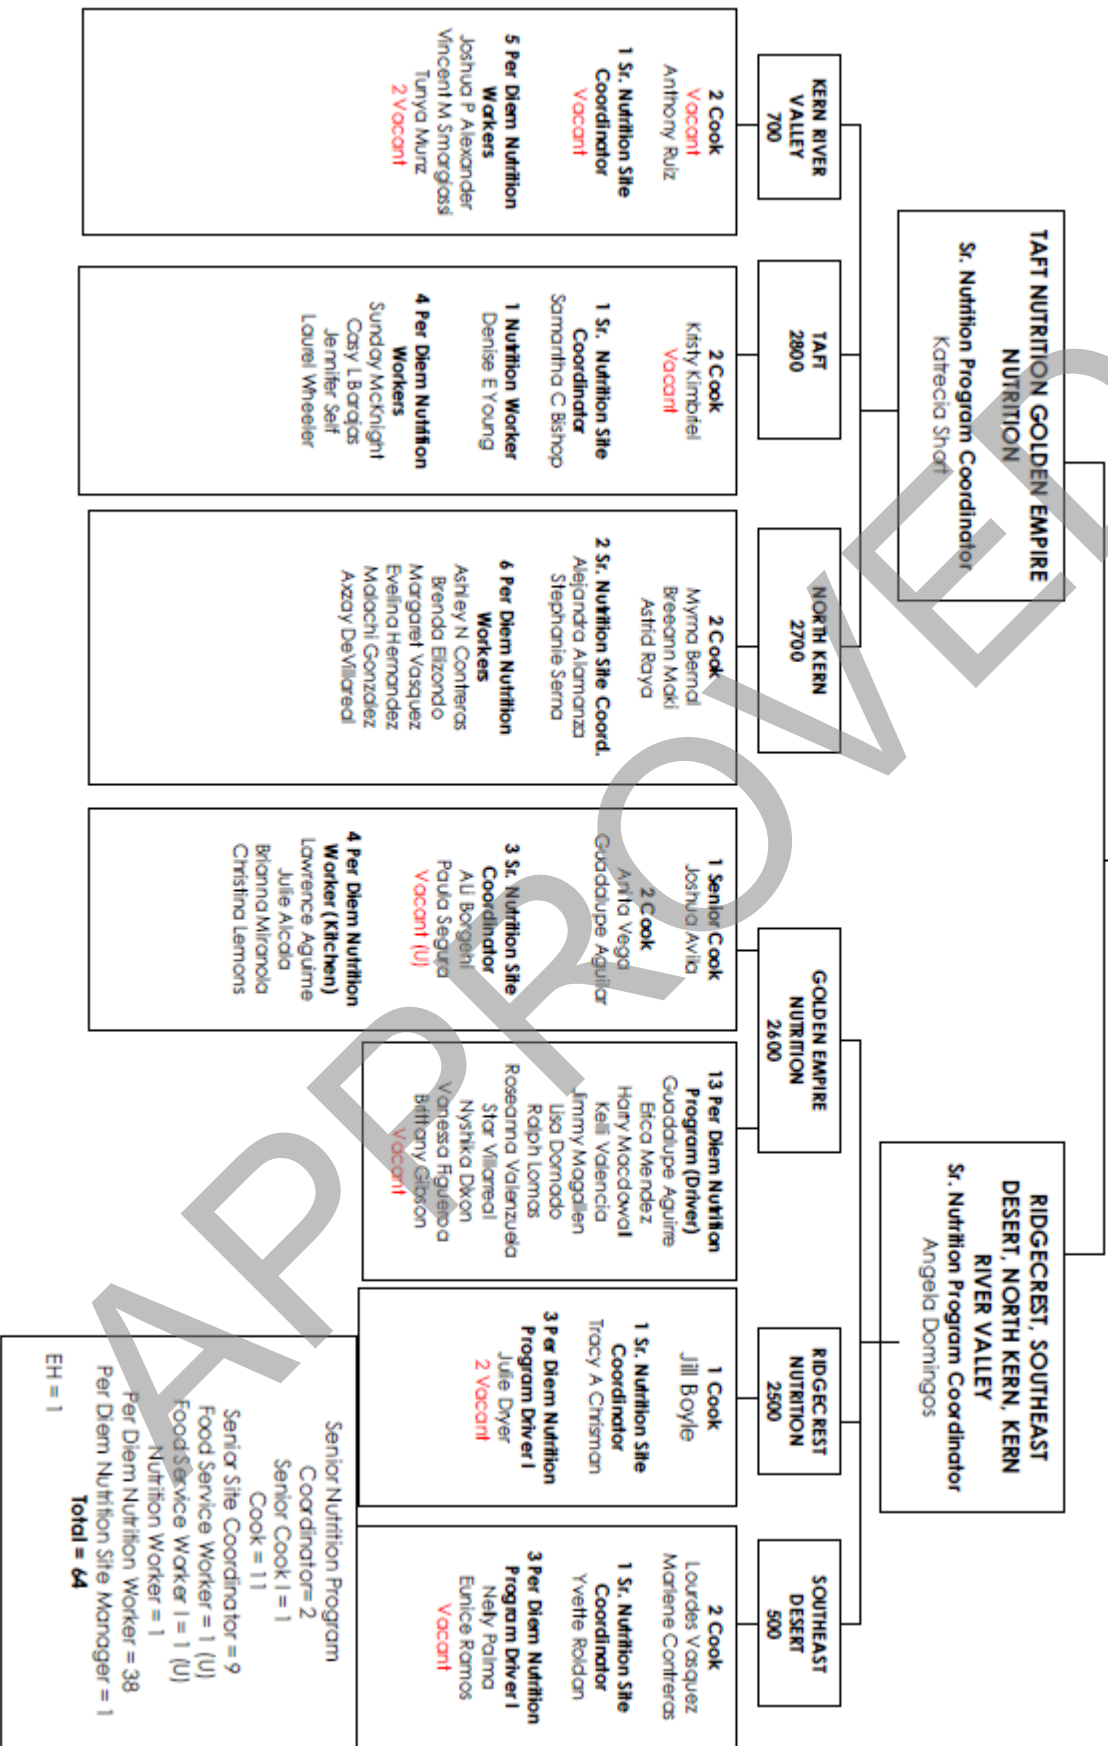 TAFT NUTRITION GOLDEN EMPIRE
NUTRITION
Sr. Nutrition Program Coordinator
Katrecia Short
RIDGECREST, SOUTHEAST
DESERT, NORTH KERN, KERN
RIVER VALLEY
Sr. Nutrition Program Coordinator
Angela Domingos
KERN RIVER
VALLEY
700
2 Cook
Vacant
Anthony Ruiz
1 Sr. Nutrition Site
Coordinator
Vacant
5 Per Diem Nutrition
Workers
Joshua P Alexander
Vincent M Smargiassi
Tunya Munz
2 Vacant
TAFT
2800
2 Cook
Kristy Kimbriel
Vacant
1 Sr. Nutrition Site
Coordinator
Samantha C Bishop
1 Nutrition Worker
Denise E Young
4 Per Diem Nutrition
Workers
Sunday McKnight
Casy L Barajas
Jennifer Self
Laurel Wheeler
NORTH KERN
2700
2 Cook
Myrna Bernal
Breeann Maki
Astrid Raya
2 Sr. Nutrition Site Coord.
Alejandra Alamanza
Stephanie Serna
6 Per Diem Nutrition
Workers
Ashley N Contreras
Brenda Elizondo
Margaret Vasquez
Evelina Hernandez
Malachi Gonzalez
Axzay DeVillareal
GOLDEN EMPIRE
NUTRITION
2600
1 Senior Cook
Joshua Avila
2 Cook
Anita Vega
Guadalupe Aguilar
3 Sr. Nutrition Site
Coordinator
ALi Borgehi
Paula Segura
Vacant (U)
4 Per Diem Nutrition
Worker (Kitchen)
Lawrence Aguirre
Julie Alcala
Brianna Miranola
Christina Lemons
13 Per Diem Nutrition
Program (Driver)
Guadalupe Aguirre
Erica Mendez
Harry Macdowal
Kelli Valencia
Jimmy Magallen
Lisa Dornado
Ralph Lomas
Roseanna Valenzuela
Star Villarreal
Nyshika Dixon
Vanessa Figueroa
Brittany Gibson
Vacant
RIDGECREST
NUTRITION
2500
1 Cook
Jill Boyle
1 Sr. Nutrition Site
Coordinator
Tracy A Chrisman
3 Per Diem Nutrition
Program Driver I
Julie Dryer
2 Vacant
SOUTHEAST
DESERT
500
2 Cook
Lourdes Vasquez
Marlene Contreras
1 Sr. Nutrition Site
Coordinator
Yvette Roldan
3 Per Diem Nutrition
Program Driver I
Nelly Palma
Eunice Ramos
Vacant
Senior Nutrition Program
Coordinator= 2
Senior Cook I = 1
Cook = 11
Senior Site Coordinator = 9
Food Service Worker = 1 (U)
Food Service Worker I = 1 (U)
Nutrition Worker = 1
Per Diem Nutrition Worker = 38
Per Diem Nutrition Site Manager = 1
Total = 64
EH = 1
APPROVED